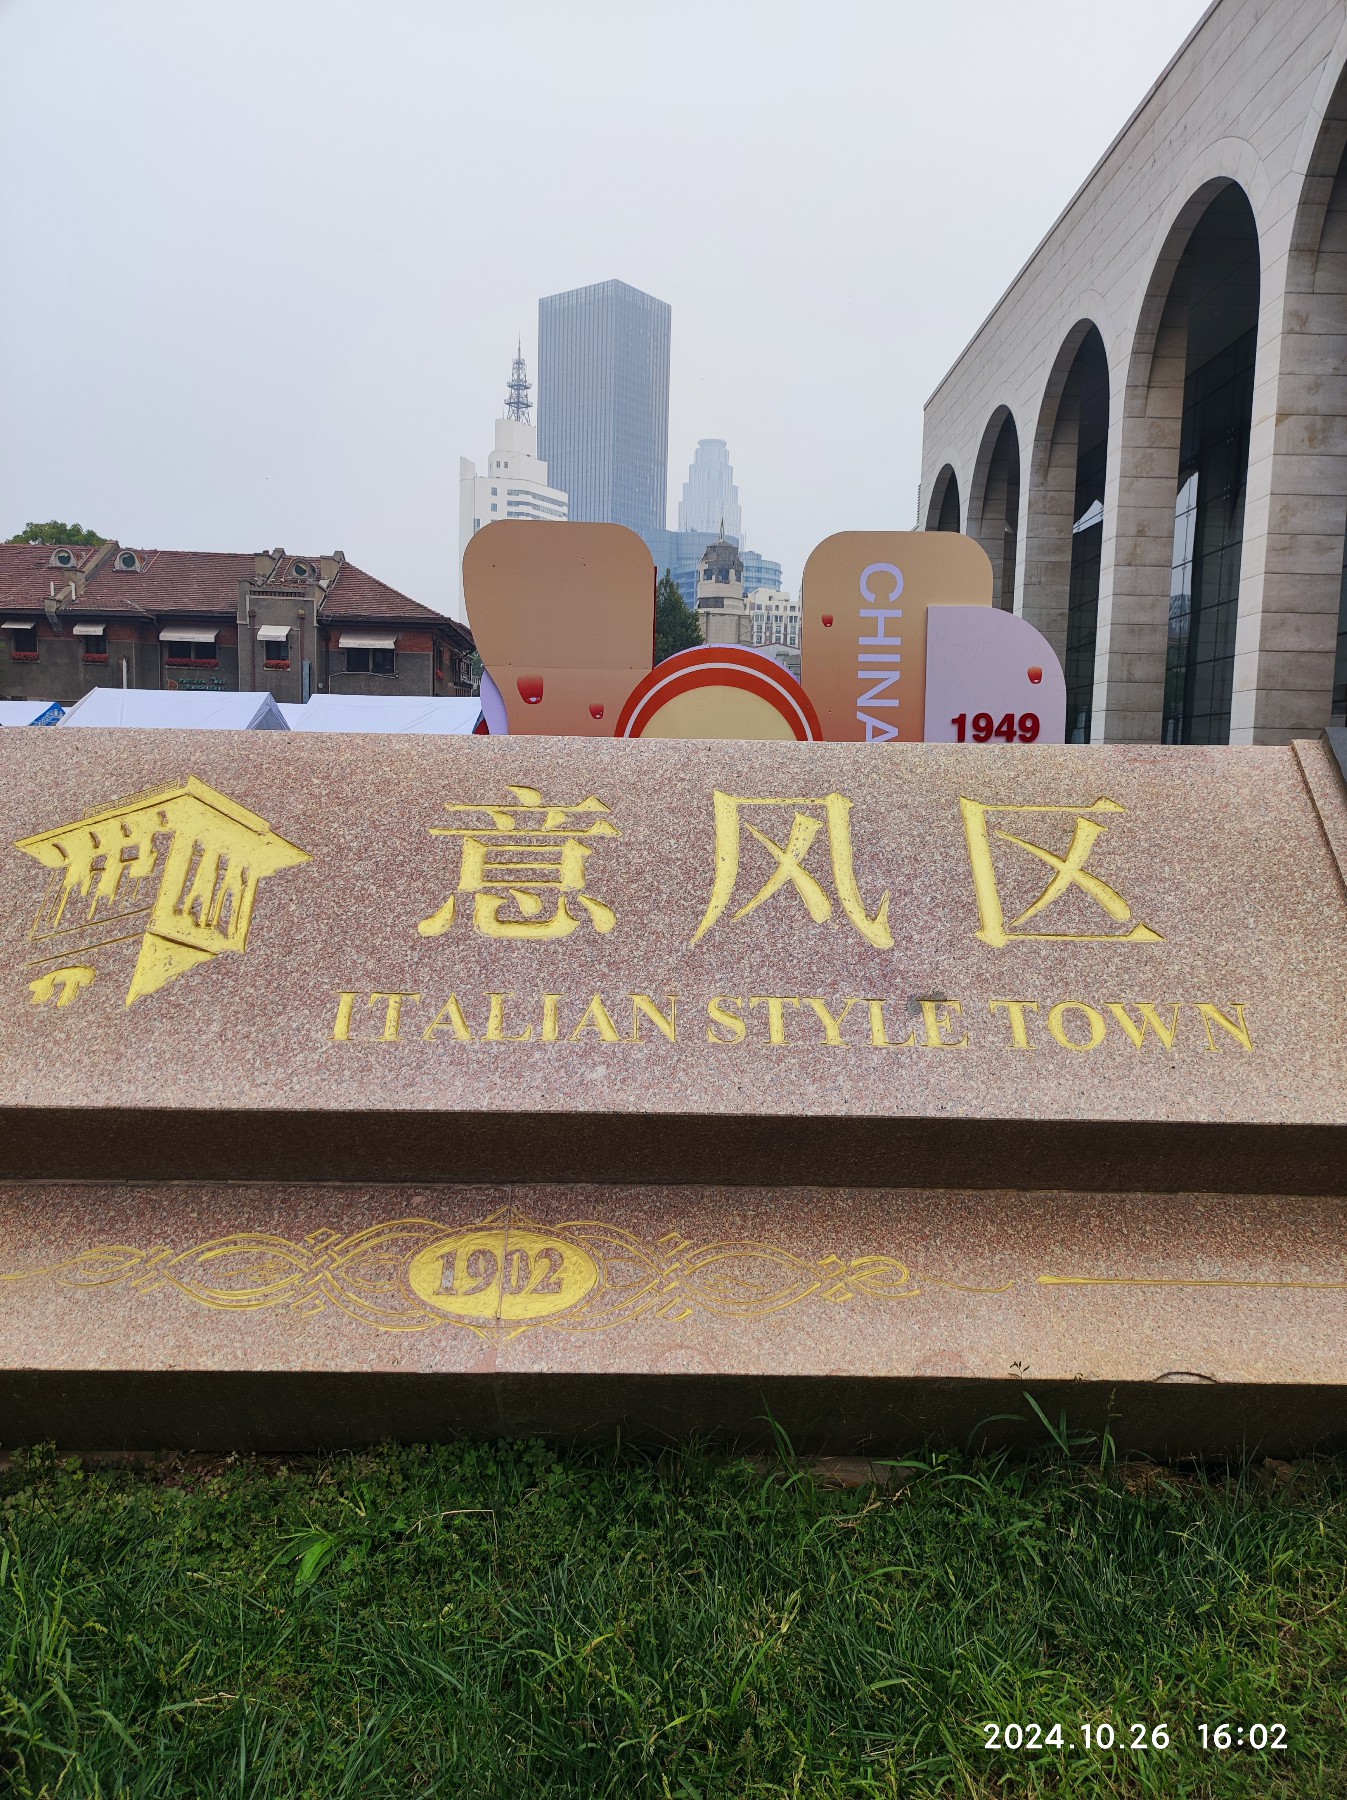 CHINA
1949
意风区
ITALIAN STYLE TOWN
1902
2024.10.26 16:02